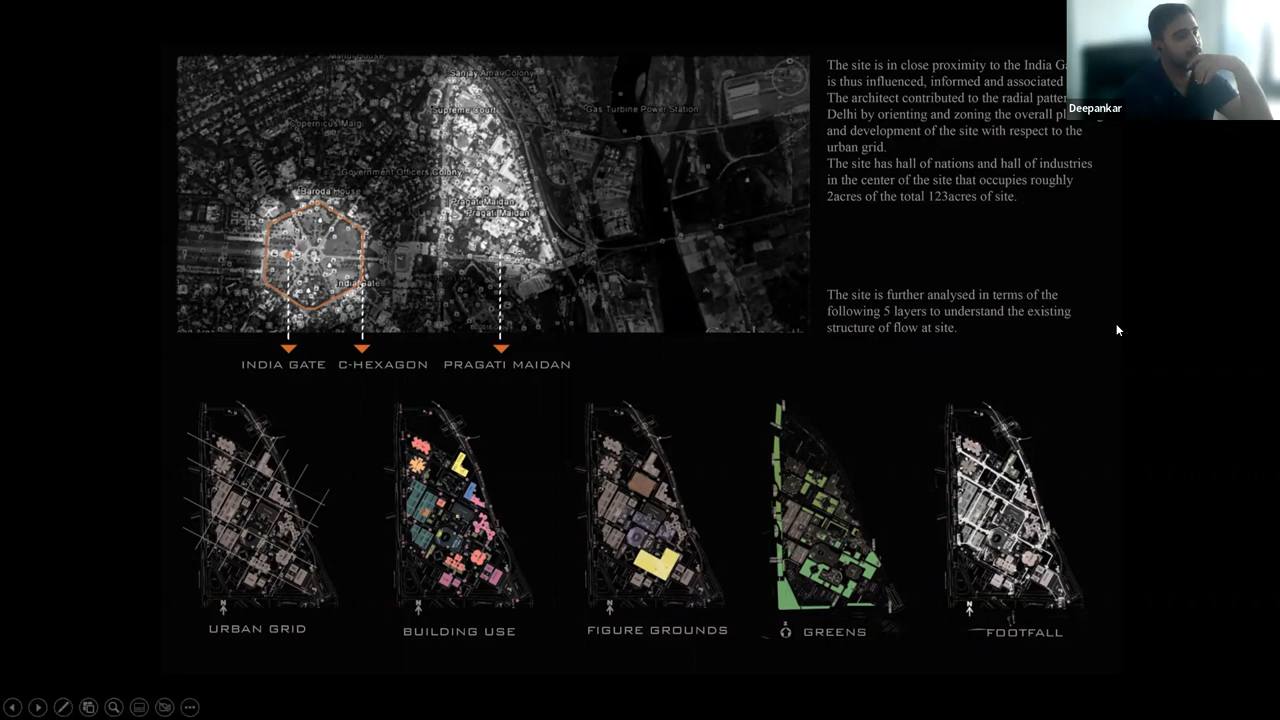 Deepankar
The site is in close proximity to the India
is thus influenced, informed and associated
The architect contributed to the radial
Delhi by orienting and zoning the overall
and development of the site with respect to the
urban grid.
The site has hall of nations and hall of industries
in the center of the site that occupies roughly
2acres of the total 123acres of site.
The site is further analysed in terms of the
following 5 layers to understand the existing
structure of flow at site.
Sanjay Amar Colony
Supreme Court
Gas Turbine Power Station
Copernicus Marg
Government Officers Colony
Baroda House
Pragati Maidan
Pragati Maidan
India Gate
INDIA GATE C-HEXAGON PRAGATI MAIDAN
N N N N
URBAN GRID BUILDING USE FIGURE GROUNDS GREENS FOOTFALL